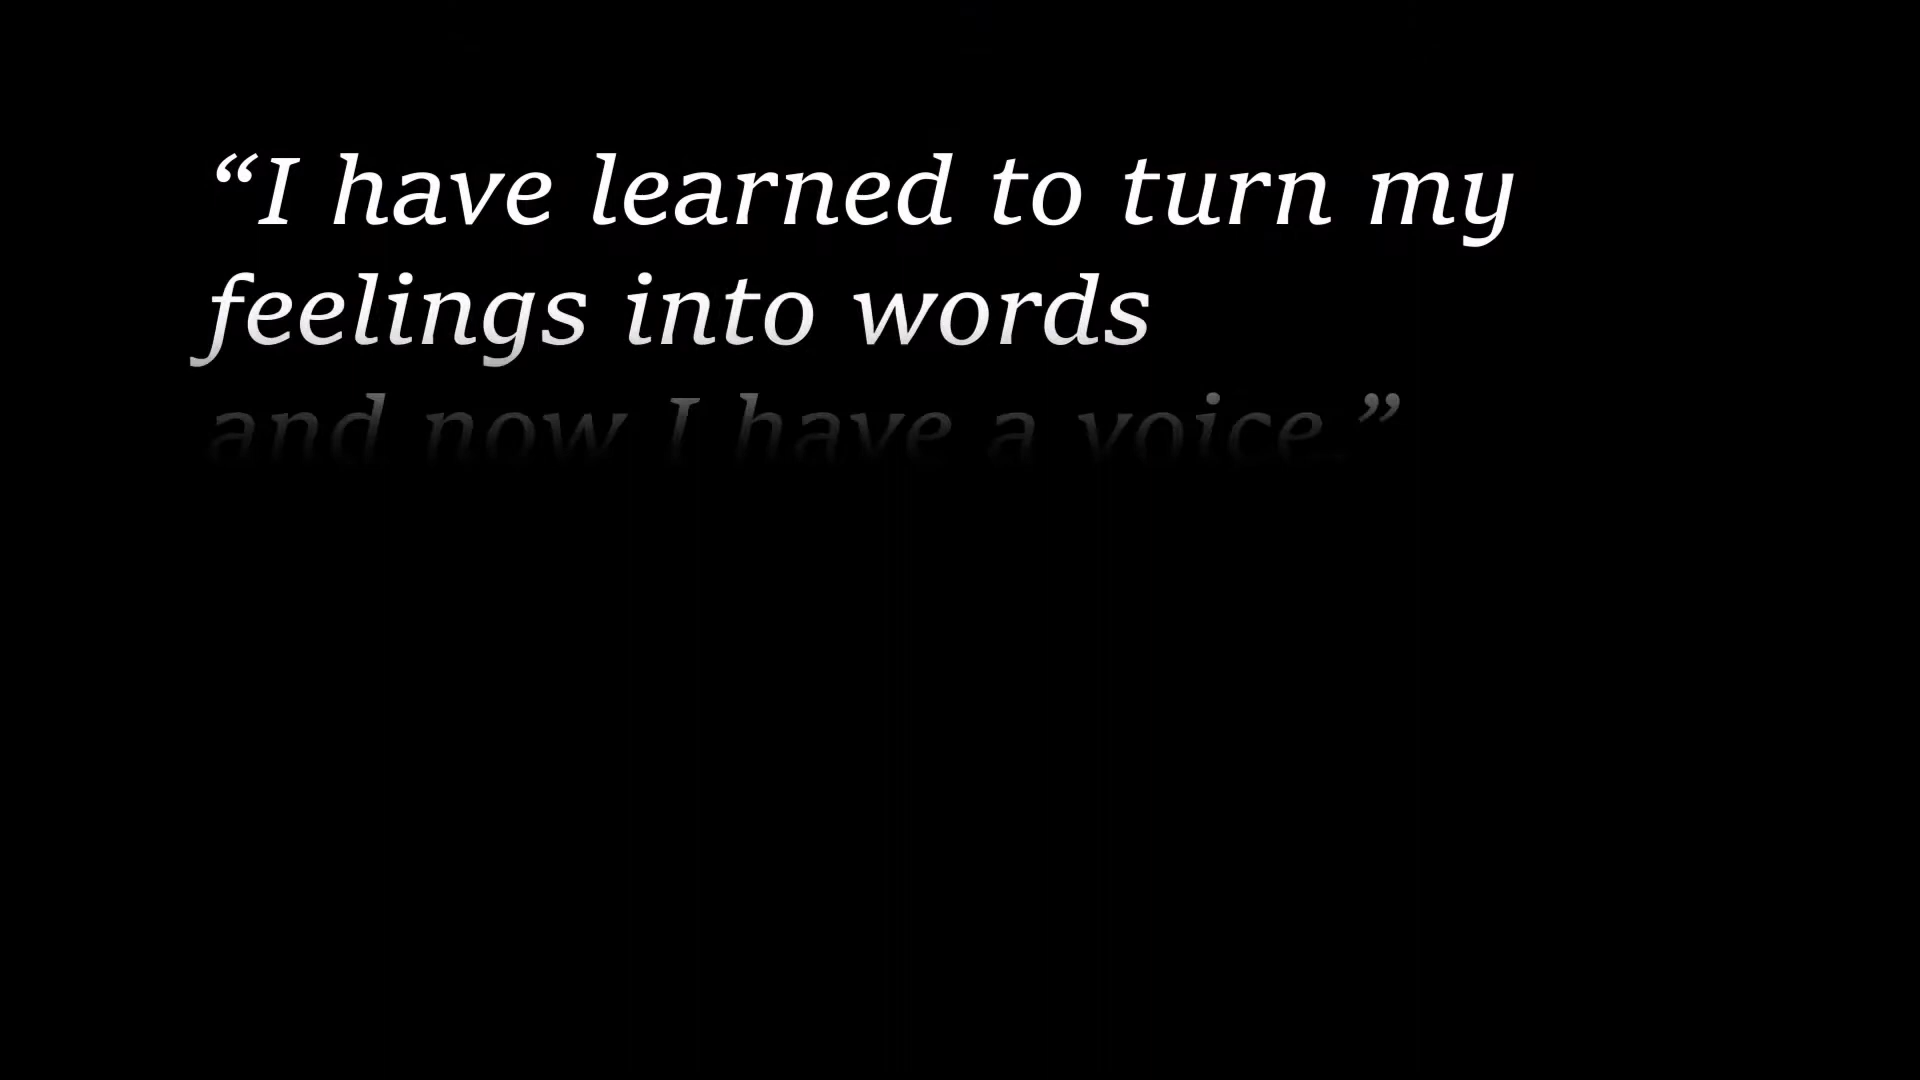 “I have learned to turn my
feelings into words
and now I have a voice.”